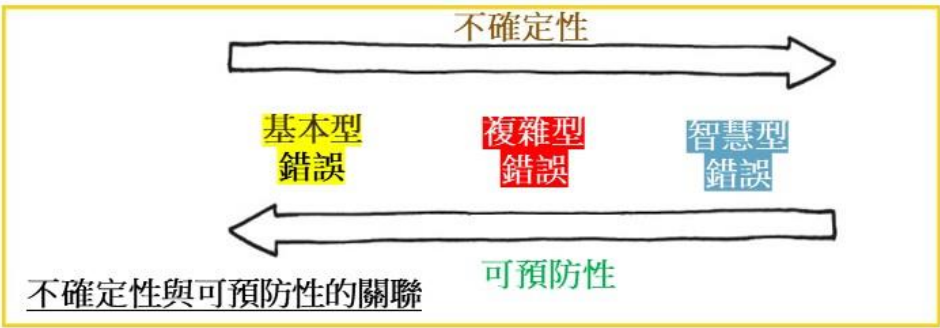 不確定性
基本型 複雜型 智慧型
錯誤 錯誤 錯誤
可預防性
不確定性與可預防性的關聯